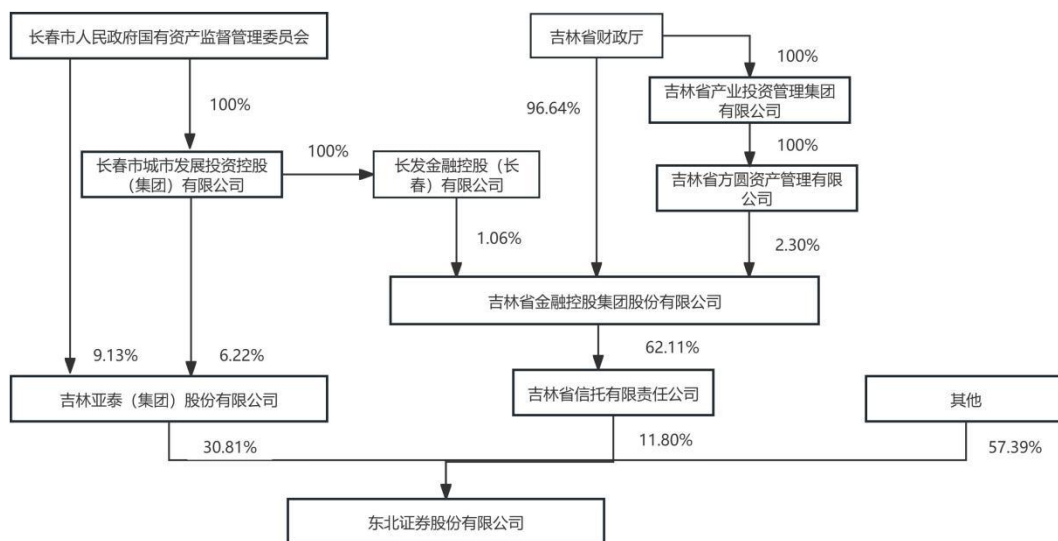 长春市人民政府国有资产监督管理委员会
吉林省财政厅
100%
吉林省产业投资管理集团
有限公司
100%
96.64%
100%
长春市城市发展投资控股
（集团）有限公司
100%
长发金融控股（长
春）有限公司
吉林省方圆资产管理有限
公司
1.06%
2.30%
吉林省金融控股集团股份有限公司
9.13%
6.22%
62.11%
吉林亚泰（集团）股份有限公司
吉林省信托有限责任公司
其他
30.81%
11.80%
57.39%
东北证券股份有限公司